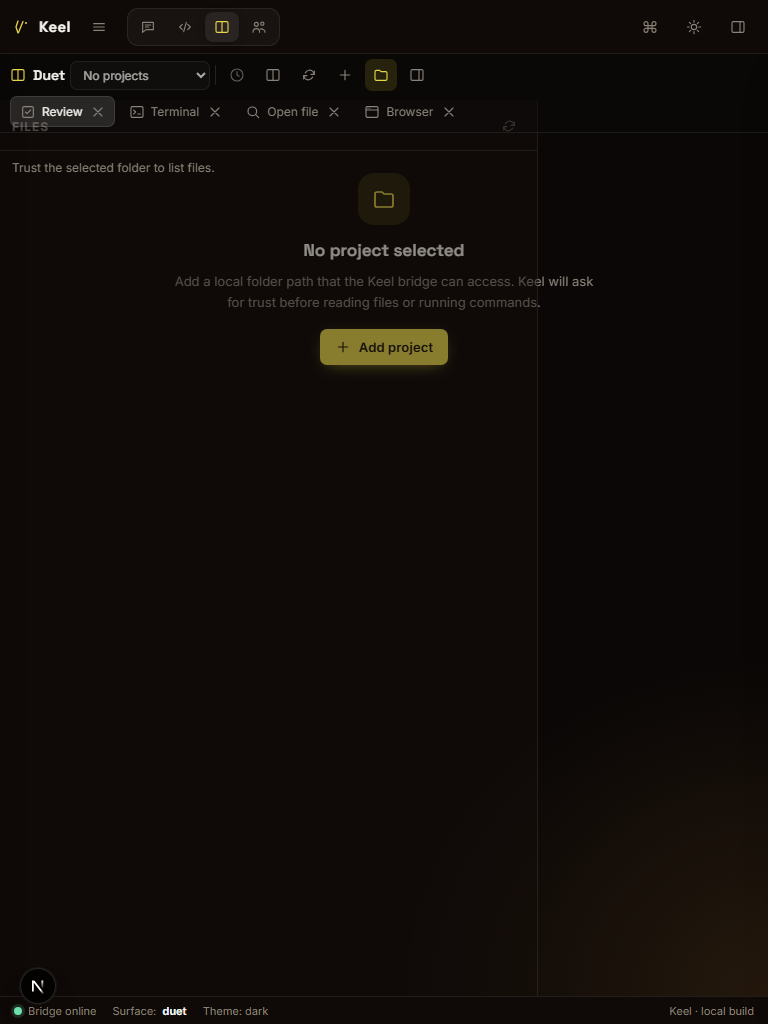 Keel
Duet
No projects
Review
Terminal
Open file
Browser
FILES
Trust the selected folder to list files.
No project selected
Add a local folder path that the Keel bridge can access. Keel will ask
for trust before reading files or running commands.
Add project
N
Bridge online
Surface: duet
Theme: dark
Keel · local build